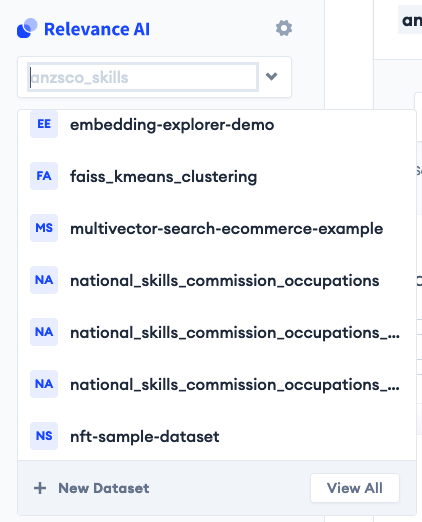 Relevance AI
anzsco_skills
EE embedding-explorer-demo
FA faiss_kmeans_clustering
MS multivector-search-ecommerce-example
NA national_skills_commission_occupations
NA national_skills_commission_occupations_...
NA national_skills_commission_occupations_...
NS nft-sample-dataset
+ New Dataset View All
an